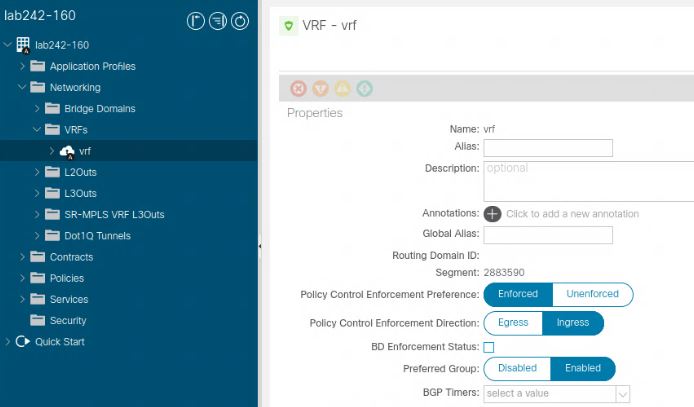 lab242-160
lab242-160
Application Profiles
Networking
Bridge Domains
VRFs
vrf
L2Outs
L3Outs
SR-MPLS VRF L3Outs
Dot1Q Tunnels
Contracts
Policies
Services
Security
Quick Start
VRF - vrf
Properties
Name: vrf
Alias:
Description: optional
Annotations: Click to add a new annotation
Global Alias:
Routing Domain ID:
Segment: 2883590
Policy Control Enforcement Preference: Enforced Unenforced
Policy Control Enforcement Direction: Egress Ingress
BD Enforcement Status:
Preferred Group: Disabled Enabled
BGP Timers: select a value